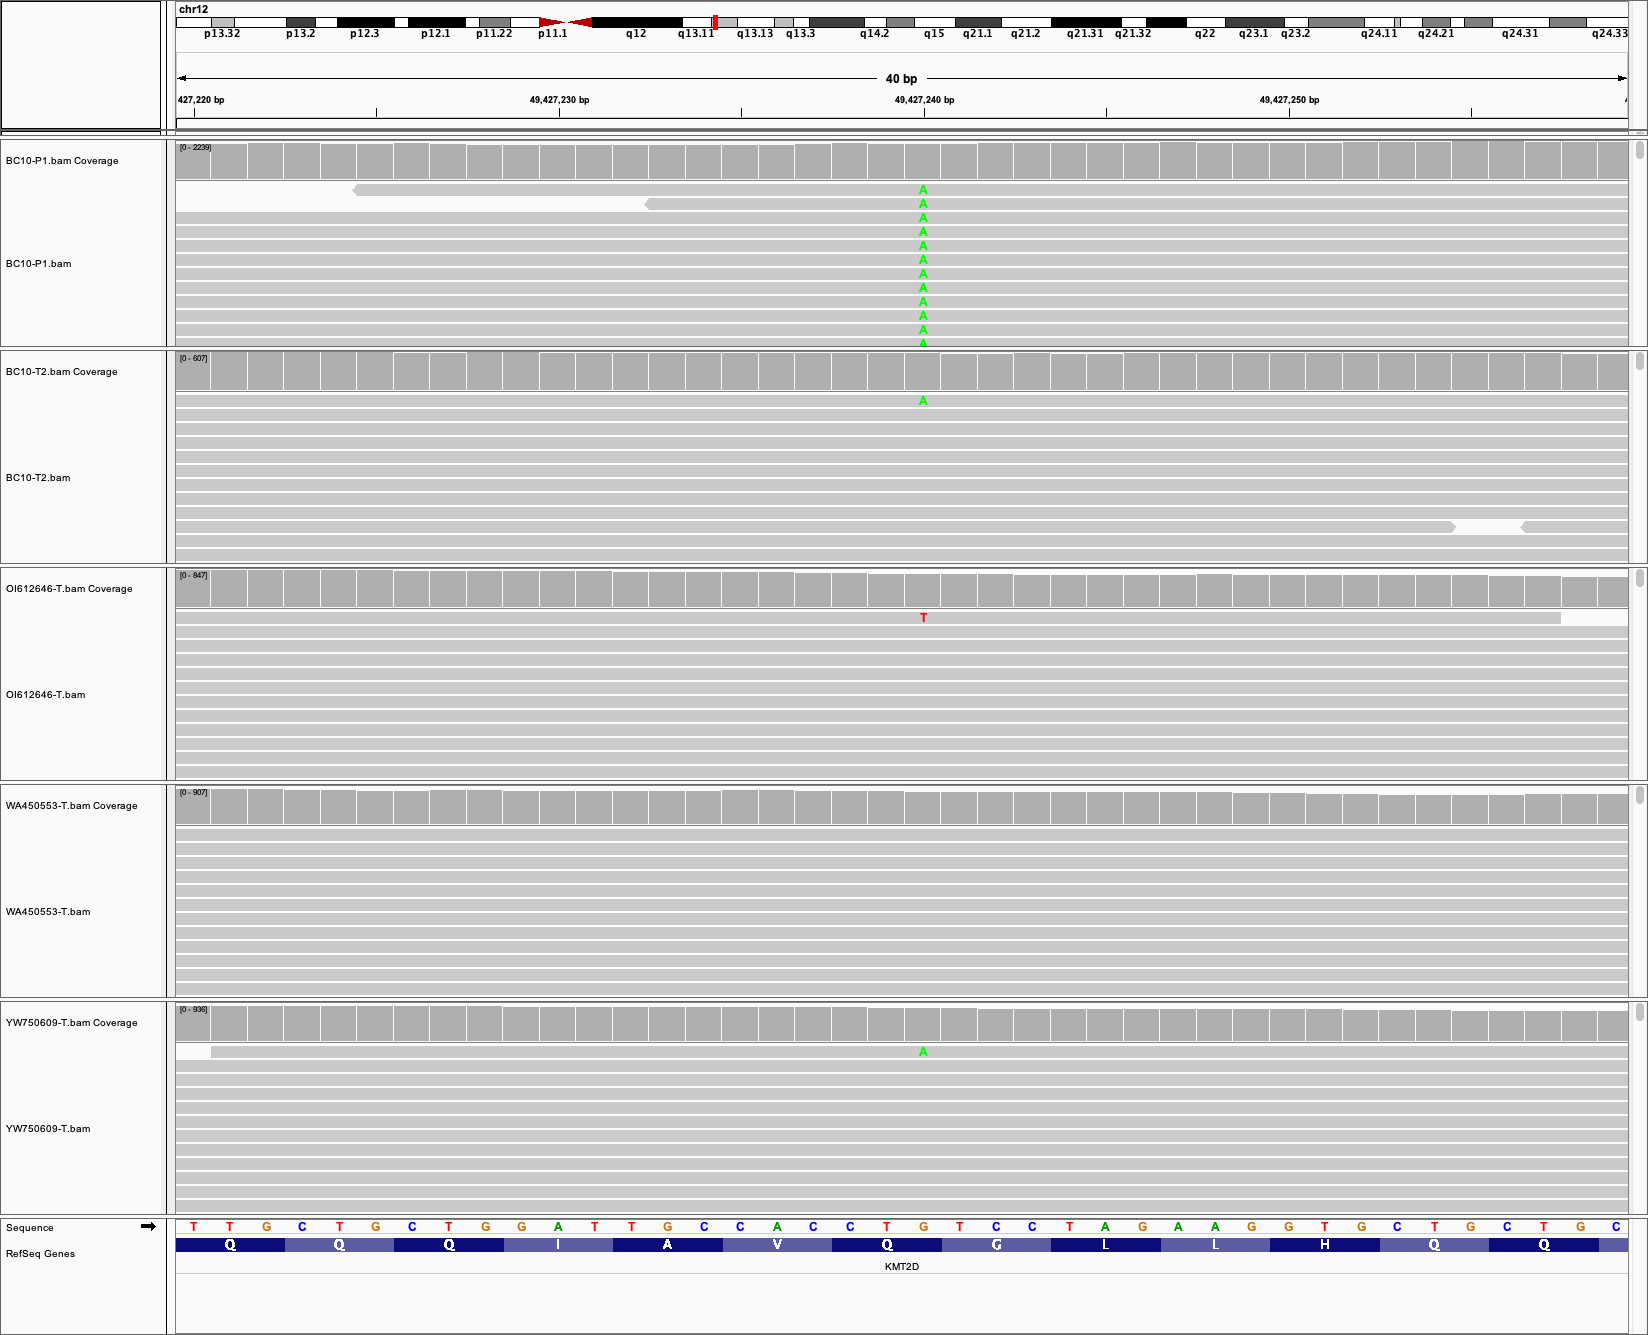 chr12
p13.32 p13.2 p12.3 p12.1 p11.22 p11.1 q12 q13.11 q13.13 q13.3 q14.2 q15 q21.1 q21.2 q21.31 q21.32 q22 q23.1 q23.2 q24.11 q24.21 q24.31 q24.33
40 bp
427,220 bp 49,427,230 bp 49,427,240 bp 49,427,250 bp
[0 - 2239]
BC10-P1.bam Coverage
A
A
A
A
A
A
BC10-P1.bam
A
A
A
A
A
A
[0 - 607]
BC10-T2.bam Coverage
A
BC10-T2.bam
[0 - 847]
OI612646-T.bam Coverage
T
OI612646-T.bam
[0 - 907]
WA450553-T.bam Coverage
WA450553-T.bam
[0 - 936]
YW750609-T.bam Coverage
A
YW750609-T.bam
Sequence T T G C T G C T G G A T T G C C A C C T G T C C T A G A A G G T G C T G C T G C
Q Q Q I A V Q G L L H Q Q
RefSeq Genes
KMT2D